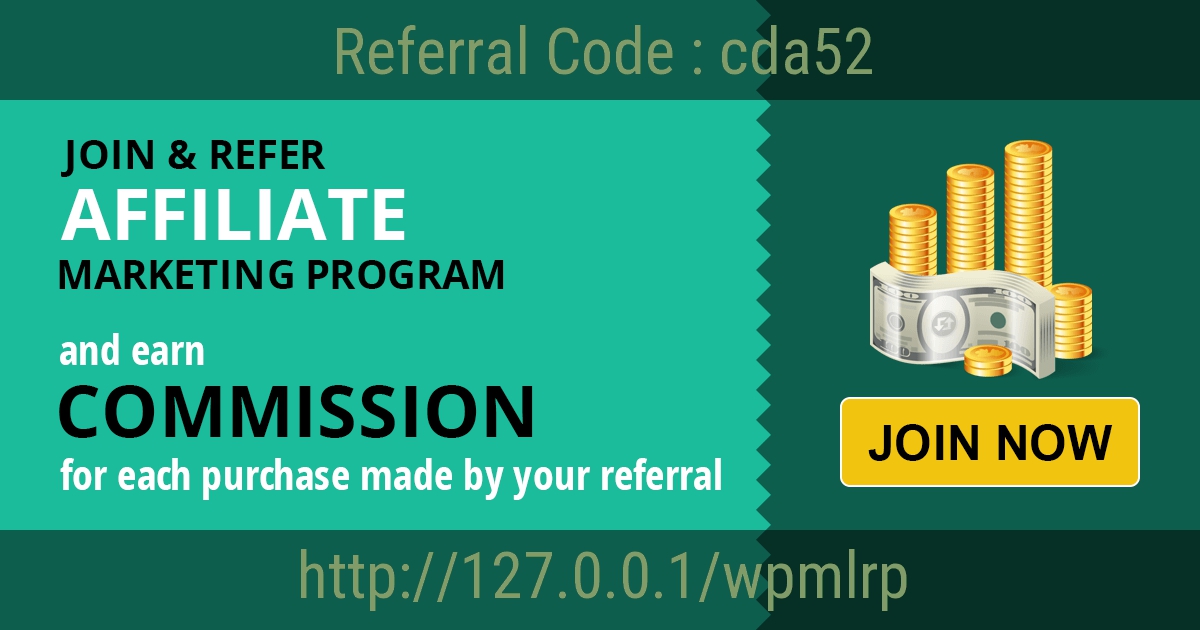 Referral Code : cda52
JOIN & REFER
AFFILIATE
MARKETING PROGRAM
and earn
COMMISSION
for each purchase made by your referral
JOIN NOW
http://127.0.0.1/wpmlrp